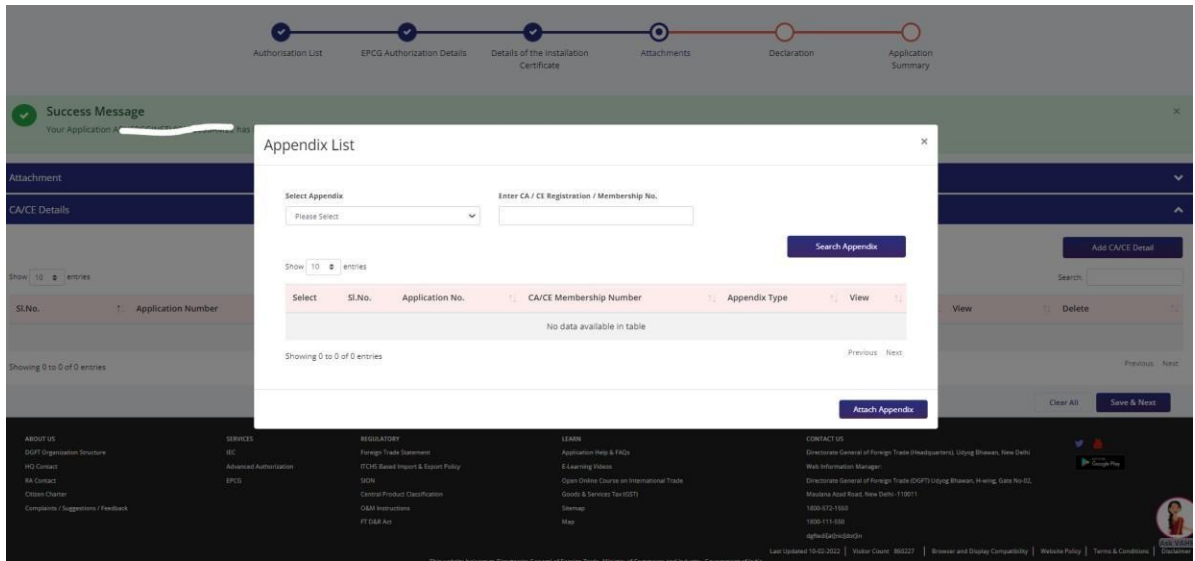 Authorisation List
EPCG Authorization Details
Details of the Installation
Certificate
Attachments
Declaration
Application
Summary
Success Message
Your Application
has
Attachment
CA/CE Details
Add CA/CE Detail
Show 10 entries
Search
Sl.No.
Application Number
View
Delete
Showing 0 to 0 of 0 entries
Previous Next
Clear All
Save & Next
Appendix List
×
Select Appendix
Enter CA / CE Registration / Membership No.
Please Select
Search Appendix
Show 10 entries
Select Sl.No. Application No. CA/CE Membership Number Appendix Type View
No data available in table
Showing 0 to 0 of 0 entries
Previous Next
Attach Appendix
ABOUT US
DGFT Organization Structure
HQ Contact
RA Contact
Citizen Charter
Complaints / Suggestions / Feedback
SERVICES
IEC
Advanced Authorization
EPCG
REGULATORY
Foreign Trade Statement
ITCHS Based Import & Export Policy
SION
Central Product Classification
O&M Instructions
FT D&R Act
LEARN
Application Help & FAQs
E-Learning Videos
Open Online Course on International Trade
Goods & Services Tax (GST)
Sitemap
Map
CONTACT US
Directorate General of Foreign Trade (Headquarters), Udyog Bhawan, New Delhi
Web Information Manager:
Directorate General of Foreign Trade (DGFT) Udyog Bhawan, H-wing, Gate No-02,
Maulana Azad Road, New Delhi -110011
1800-572-1550
1800-111-550
Google Play
Last Updated 10-02-2022 | Visitor Count 860227 | Browser and Display Compatibility | Website Policy | Terms & Conditions | Disclaimer